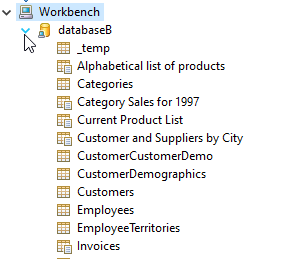 Workbench
databaseB
_temp
Alphabetical list of products
Categories
Category Sales for 1997
Current Product List
Customer and Suppliers by City
CustomerCustomerDemo
CustomerDemographics
Customers
Employees
EmployeeTerritories
Invoices